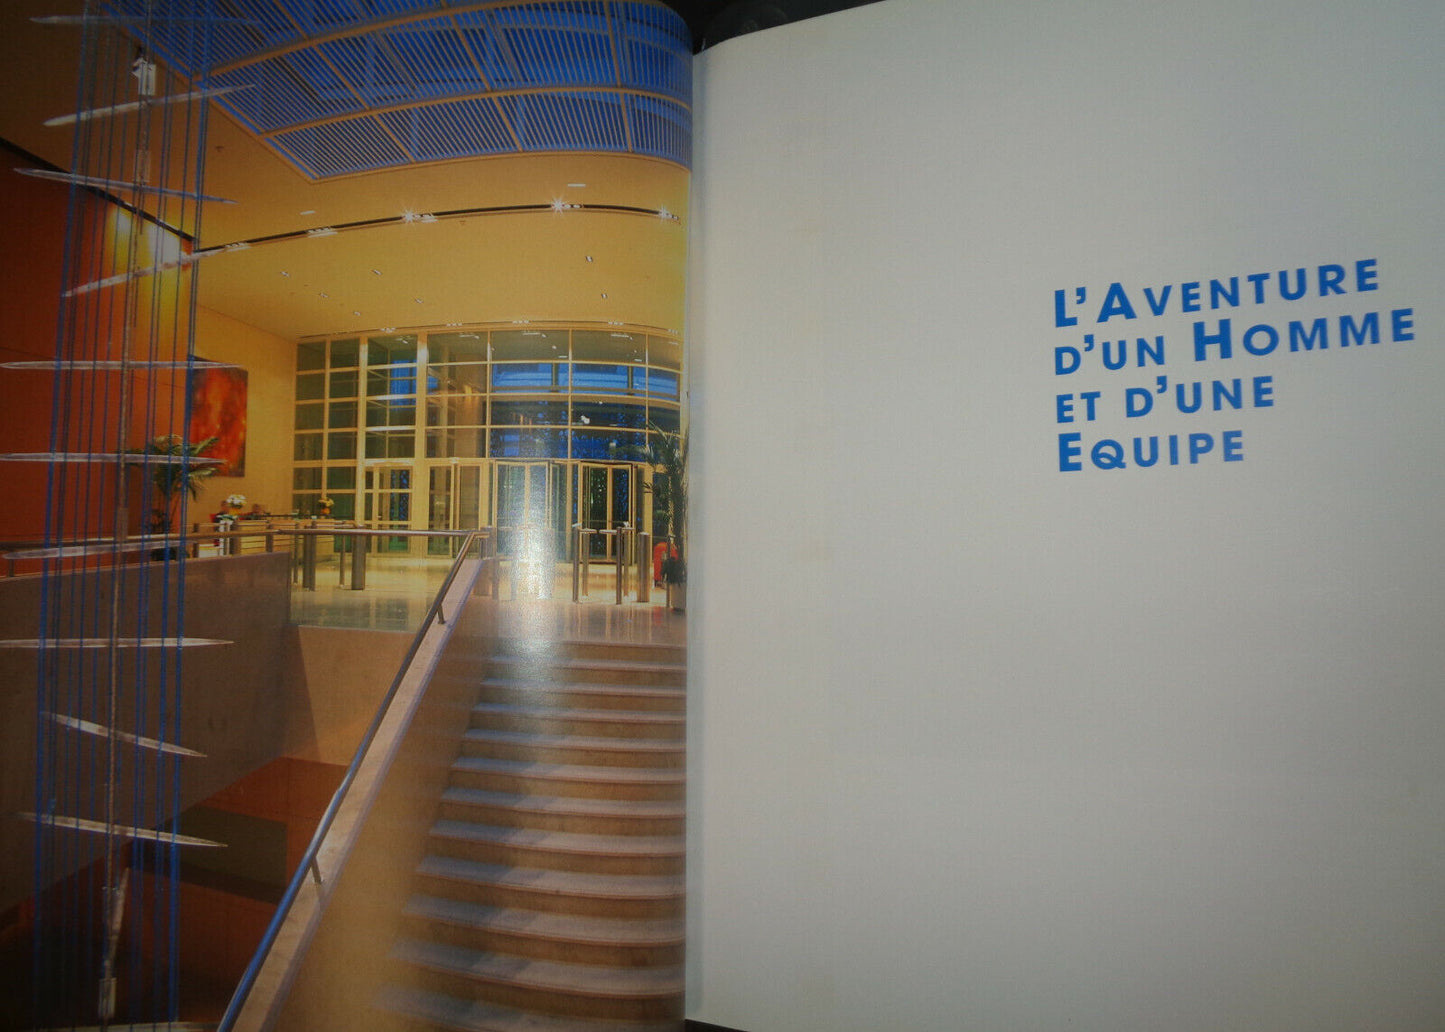 L'AVENTURE
D'UN HOMME
ET D'UNE
EQUIPE